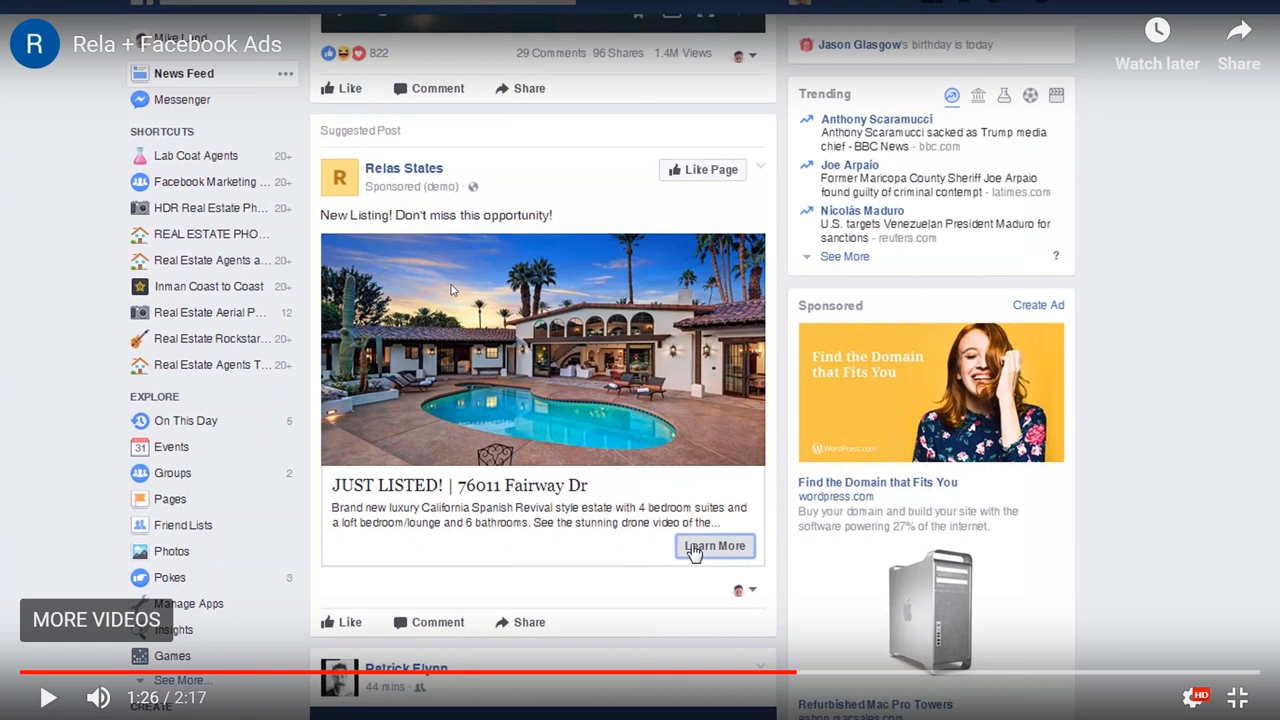 R
Rela + Facebook Ads
Watch later
Share
News Feed
Messenger
SHORTCUTS
Lab Coat Agents 20+
Facebook Marketing ... 20+
HDR Real Estate Ph... 20+
REAL ESTATE PHO...
Real Estate Agents a... 20+
Inman Coast to Coast 20+
Real Estate Aerial P... 12
Real Estate Rockstar... 20+
Real Estate Agents T... 20+
EXPLORE
On This Day 5
31 Events
Groups 2
Pages
Friend Lists
Photos
Pokes 3
Manage Apps
Insights
Games
See More...
CREATE
MORE VIDEOS
1:26 / 2:17
HD
822
29 Comments 96 Shares 1.4M Views
Like Comment Share
Suggested Post
R
Relas States
Sponsored (demo) ·
Like Page
New Listing! Don't miss this opportunity!
JUST LISTED! | 76011 Fairway Dr
Brand new luxury California Spanish Revival style estate with 4 bedroom suites and
a loft bedroom/lounge and 6 bathrooms. See the stunning drone video of the...
Learn More
Like Comment Share
Patrick Flynn
44 mins ·
Jason Glasgow's birthday is today
Trending
Anthony Scaramucci
Anthony Scaramucci sacked as Trump media
chief - BBC News - bbc.com
Joe Arpaio
Former Maricopa County Sheriff Joe Arpaio
found guilty of criminal contempt - latimes.com
Nicolás Maduro
U.S. targets Venezuelan President Maduro for
sanctions - reuters.com
See More ?
Sponsored Create Ad
Find the Domain
that Fits You
WordPress.com
Find the Domain that Fits You
wordpress.com
Buy your domain and build your site with the
software powering 27% of the internet.
Refurbished Mac Pro Towers